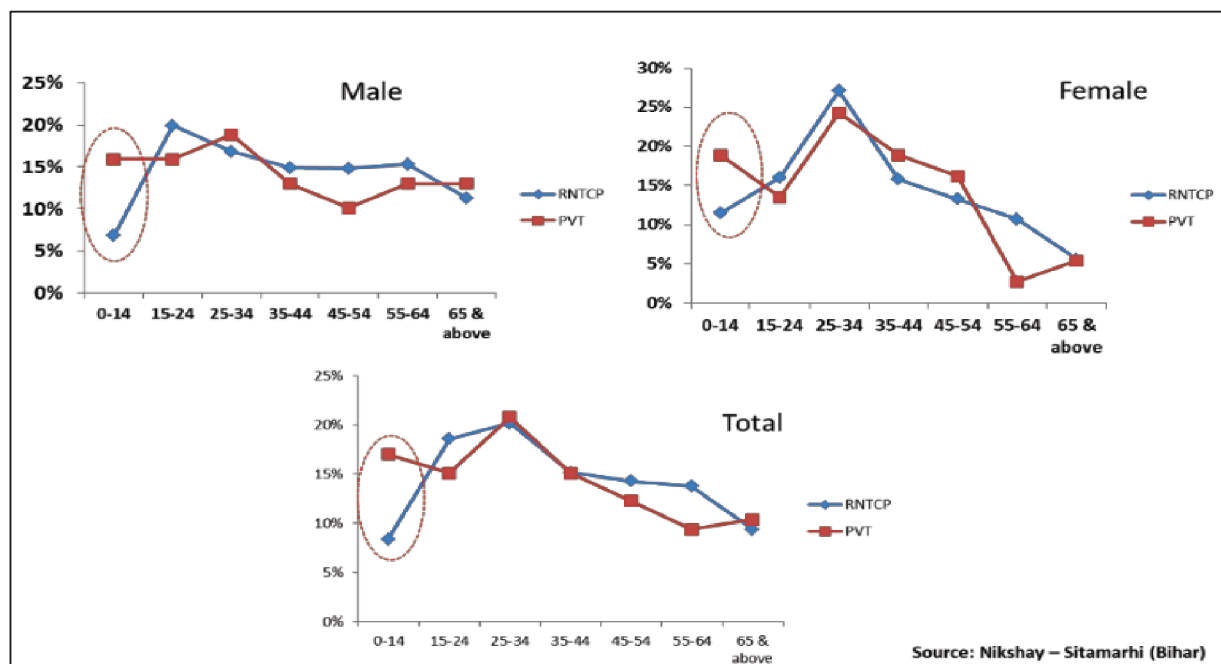 Male
25%
20%
15%
10%
5%
0%
0-14 15-24 25-34 35-44 45-54 55-64 65 &
above
RNTCP
PVT
Female
30%
25%
20%
15%
10%
5%
0%
0-14 15-24 25-34 35-44 45-54 55-64 65 &
above
RNTCP
PVT
Total
25%
20%
15%
10%
5%
0%
0-14 15-24 25-34 35-44 45-54 55-64 65 &
above
RNTCP
PVT
Source: Nikshay – Sitamarhi (Bihar)